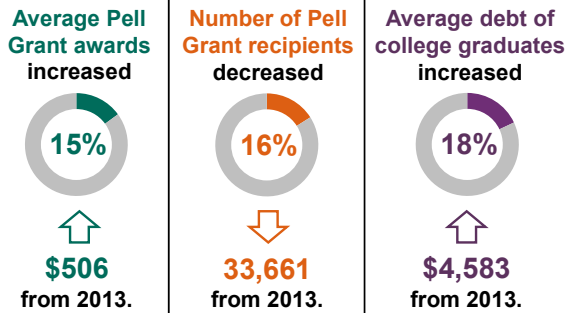 Average Pell
Grant awards
increased
15%
$506
from 2013.
Number of Pell
Grant recipients
decreased
16%
33,661
from 2013.
Average debt of
college graduates
increased
18%
$4,583
from 2013.